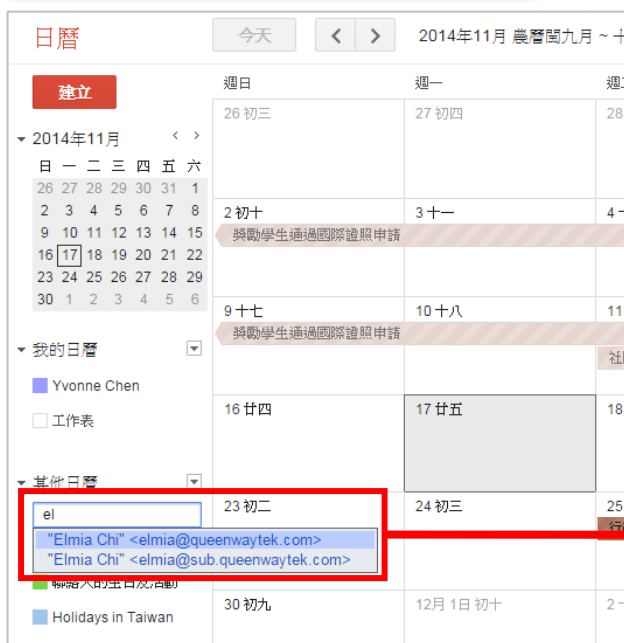 日曆
今天 < > 2014年11月 農曆閏九月 ~ 十
建立
2014年11月 < >
日 一 二 三 四 五 六
26 27 28 29 30 31 1
2 3 4 5 6 7 8
9 10 11 12 13 14 15
16 17 18 19 20 21 22
23 24 25 26 27 28 29
30 1 2 3 4 5 6
我的日曆
Yvonne Chen
工作表
其他日曆
el
"Elmia Chi" <elmia@queenwaytek.com>
"Elmia Chi" <elmia@sub.queenwaytek.com>
聯絡人的生日及活動
Holidays in Taiwan
週日 週一 週
26 初三 27 初四 28
2 初十 3 十一 4
獎勵學生通過國際證照申請
9 十七 10 十八 11
獎勵學生通過國際證照申請
社
16 廿四 17 廿五 18
23 初二 24 初三 25
行
30 初九 12月 1日 初十 2